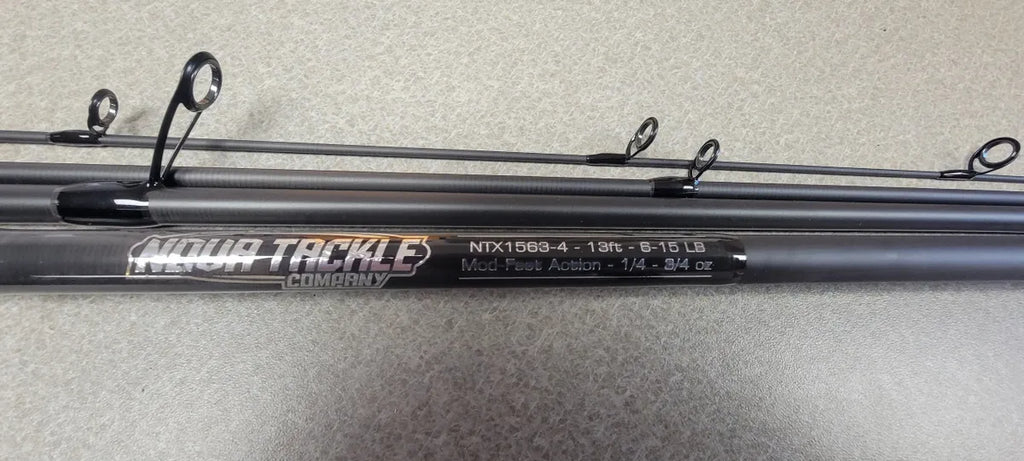 NOVA TACKLE
COMPANY
NTX1563-4 - 13ft - 6-15 LB
Mod-Fast Action - 1/4 - 3/4 oz